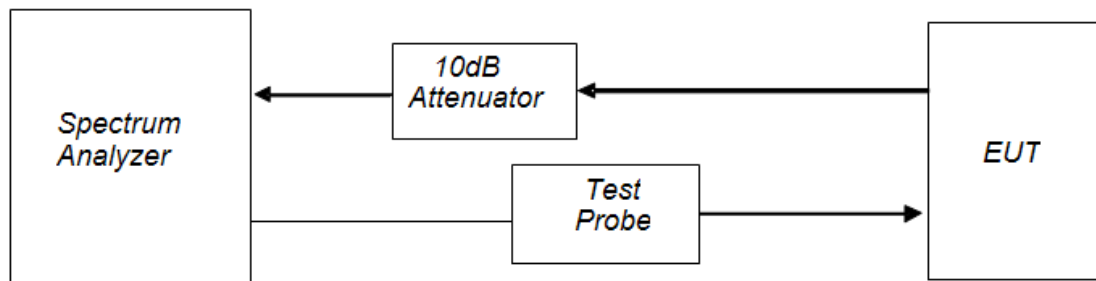 10dB
Attenuator
Spectrum
Analyzer
EUT
Test
Probe